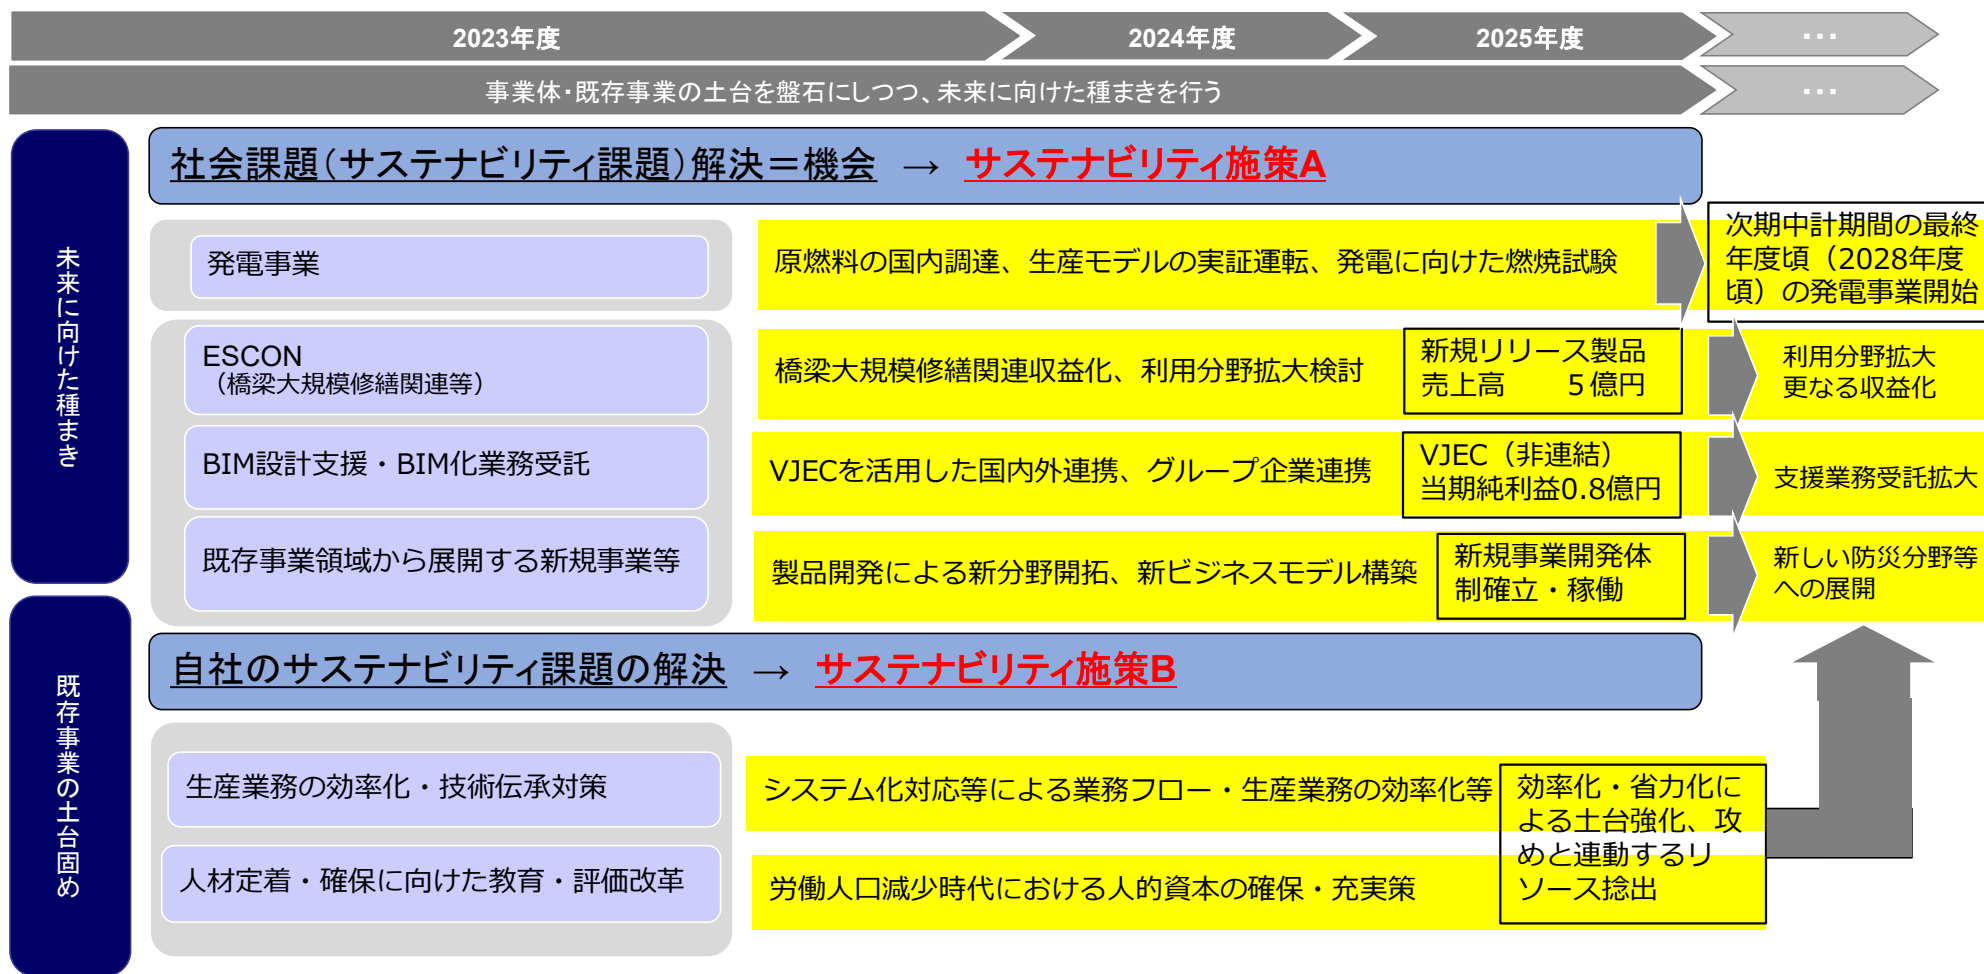 2023年度
2024年度
2025年度
…
事業体・既存事業の土台を盤石にしつつ、未来に向けた種まきを行う
…
未来に向けた種まき
社会課題（サステナビリティ課題）解決＝機会 → サステナビリティ施策A
発電事業
原燃料の国内調達、生産モデルの実証運転、発電に向けた燃焼試験
次期中計期間の最終
年度頃（2028年度
頃）の発電事業開始
ESCON
（橋梁大規模修繕関連等）
橋梁大規模修繕関連収益化、利用分野拡大検討
新規リリース製品
売上高　　５億円
利用分野拡大
更なる収益化
BIM設計支援・BIM化業務受託
VJECを活用した国内外連携、グループ企業連携
VJEC（非連結）
当期純利益0.8億円
支援業務受託拡大
既存事業領域から展開する新規事業等
製品開発による新分野開拓、新ビジネスモデル構築
新規事業開発体
制確立・稼働
新しい防災分野等
への展開
既存事業の土台固め
自社のサステナビリティ課題の解決 → サステナビリティ施策B
生産業務の効率化・技術伝承対策
システム化対応等による業務フロー・生産業務の効率化等
効率化・省力化に
よる土台強化、攻
めと連動するリ
ソース捻出
人材定着・確保に向けた教育・評価改革
労働人口減少時代における人的資本の確保・充実策